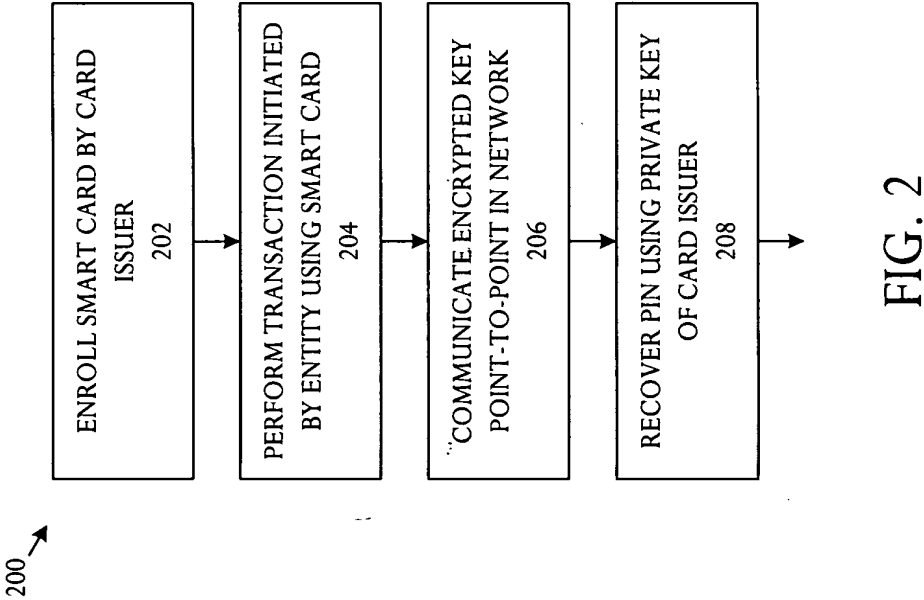 200
ENROLL SMART CARD BY CARD
ISSUER
202
PERFORM TRANSACTION INITIATED
BY ENTITY USING SMART CARD
204
COMMUNICATE ENCRYPTED KEY
POINT-TO-POINT IN NETWORK
206
RECOVER PIN USING PRIVATE KEY
OF CARD ISSUER
208
FIG. 2